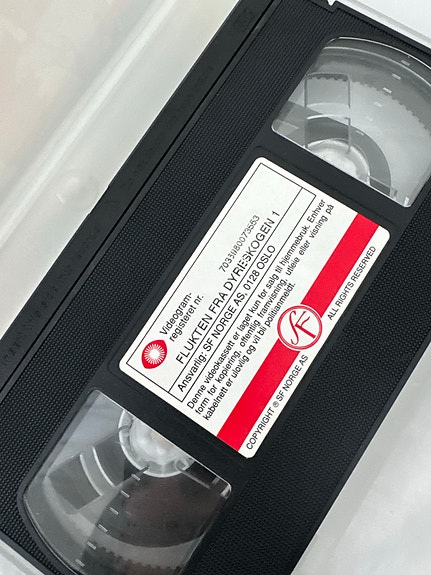 Videogram-
registeret nr.
7033980073553
FLUKTEN FRA DYRESKOGEN 1
Ansvarlig: SF NORGE AS, 0128 OSLO
Denne videokassett er laget kun for salg til hjemmebruk. Enhver
form for kopiering, offentlig framvisning, utleie eller visning på
kabelnett er ulovlig og vil bli politianmeldt.
SF
COPYRIGHT ® SF NORGE AS
ALL RIGHTS RESERVED